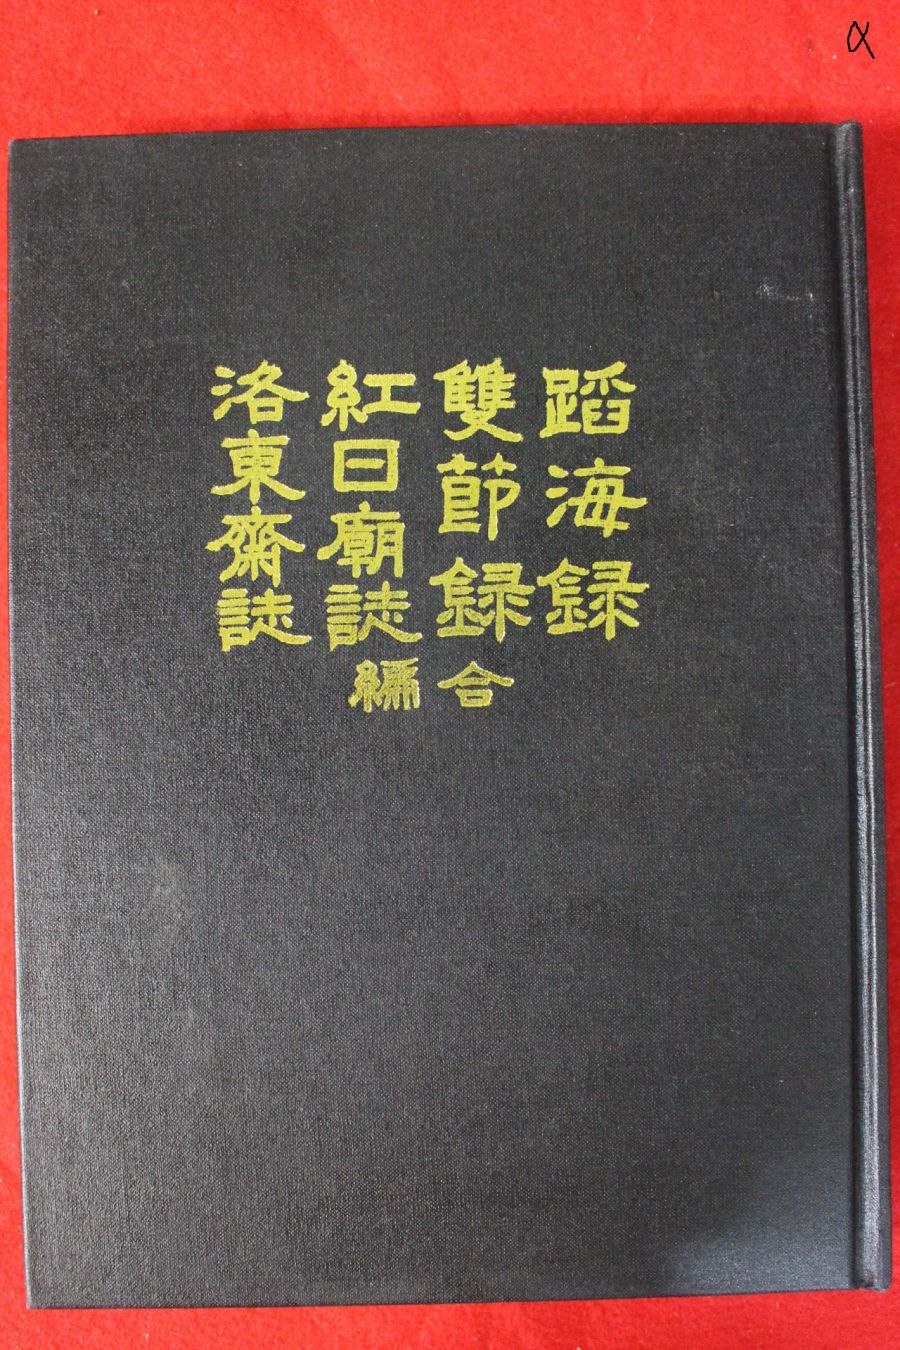 蹈海録
雙節録
紅日廟誌
洛東齋誌
合編
α